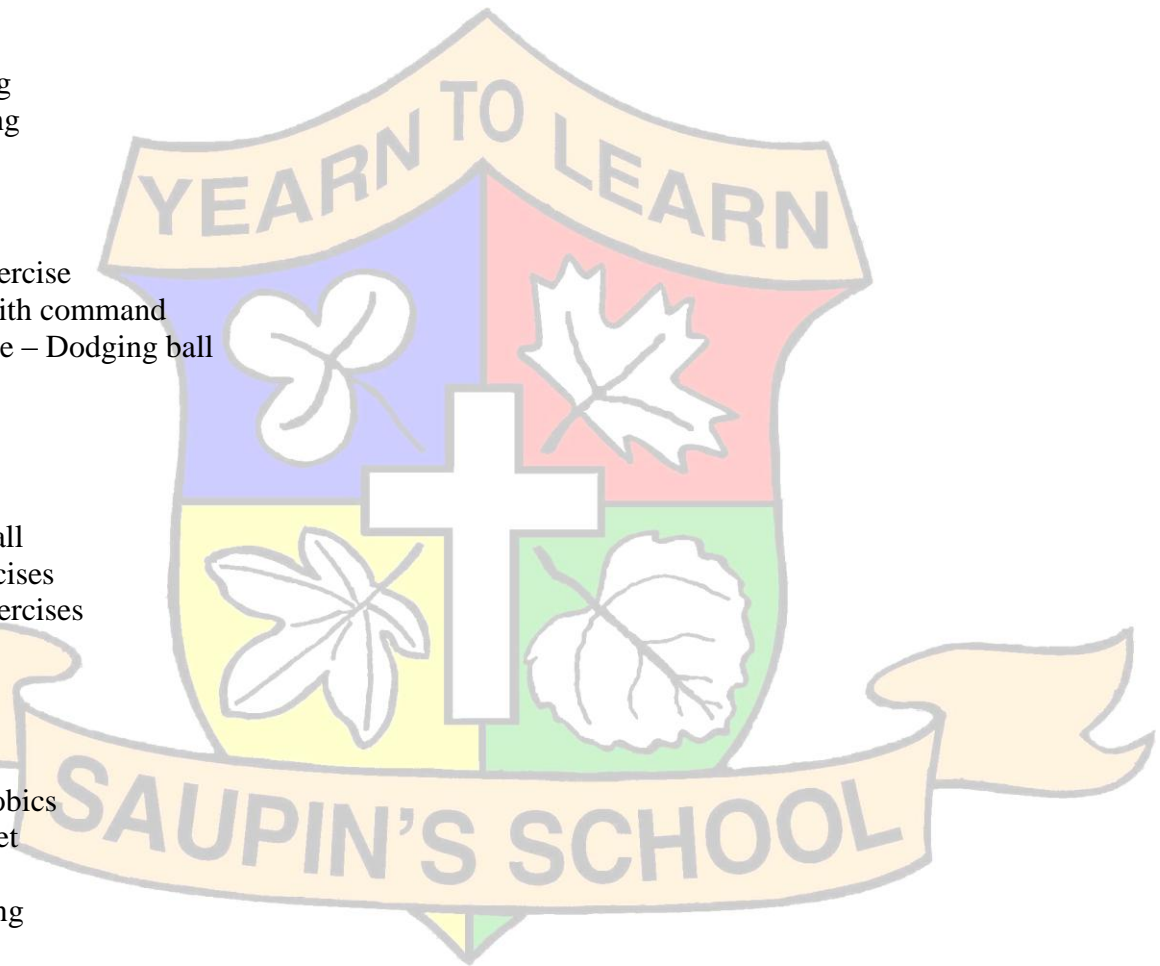 g
ng
YEARN TO LEARN
ercise
ith command
e – Dodging ball
all
cises
ercises
obics
et
SAUPIN'S SCHOOL
ng